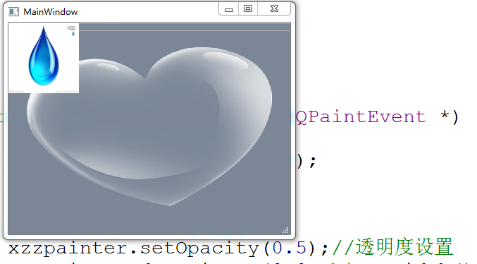 MainWindow
QPaintEvent *)
);
xzzpainter.setOpacity(0.5);//透明度设置